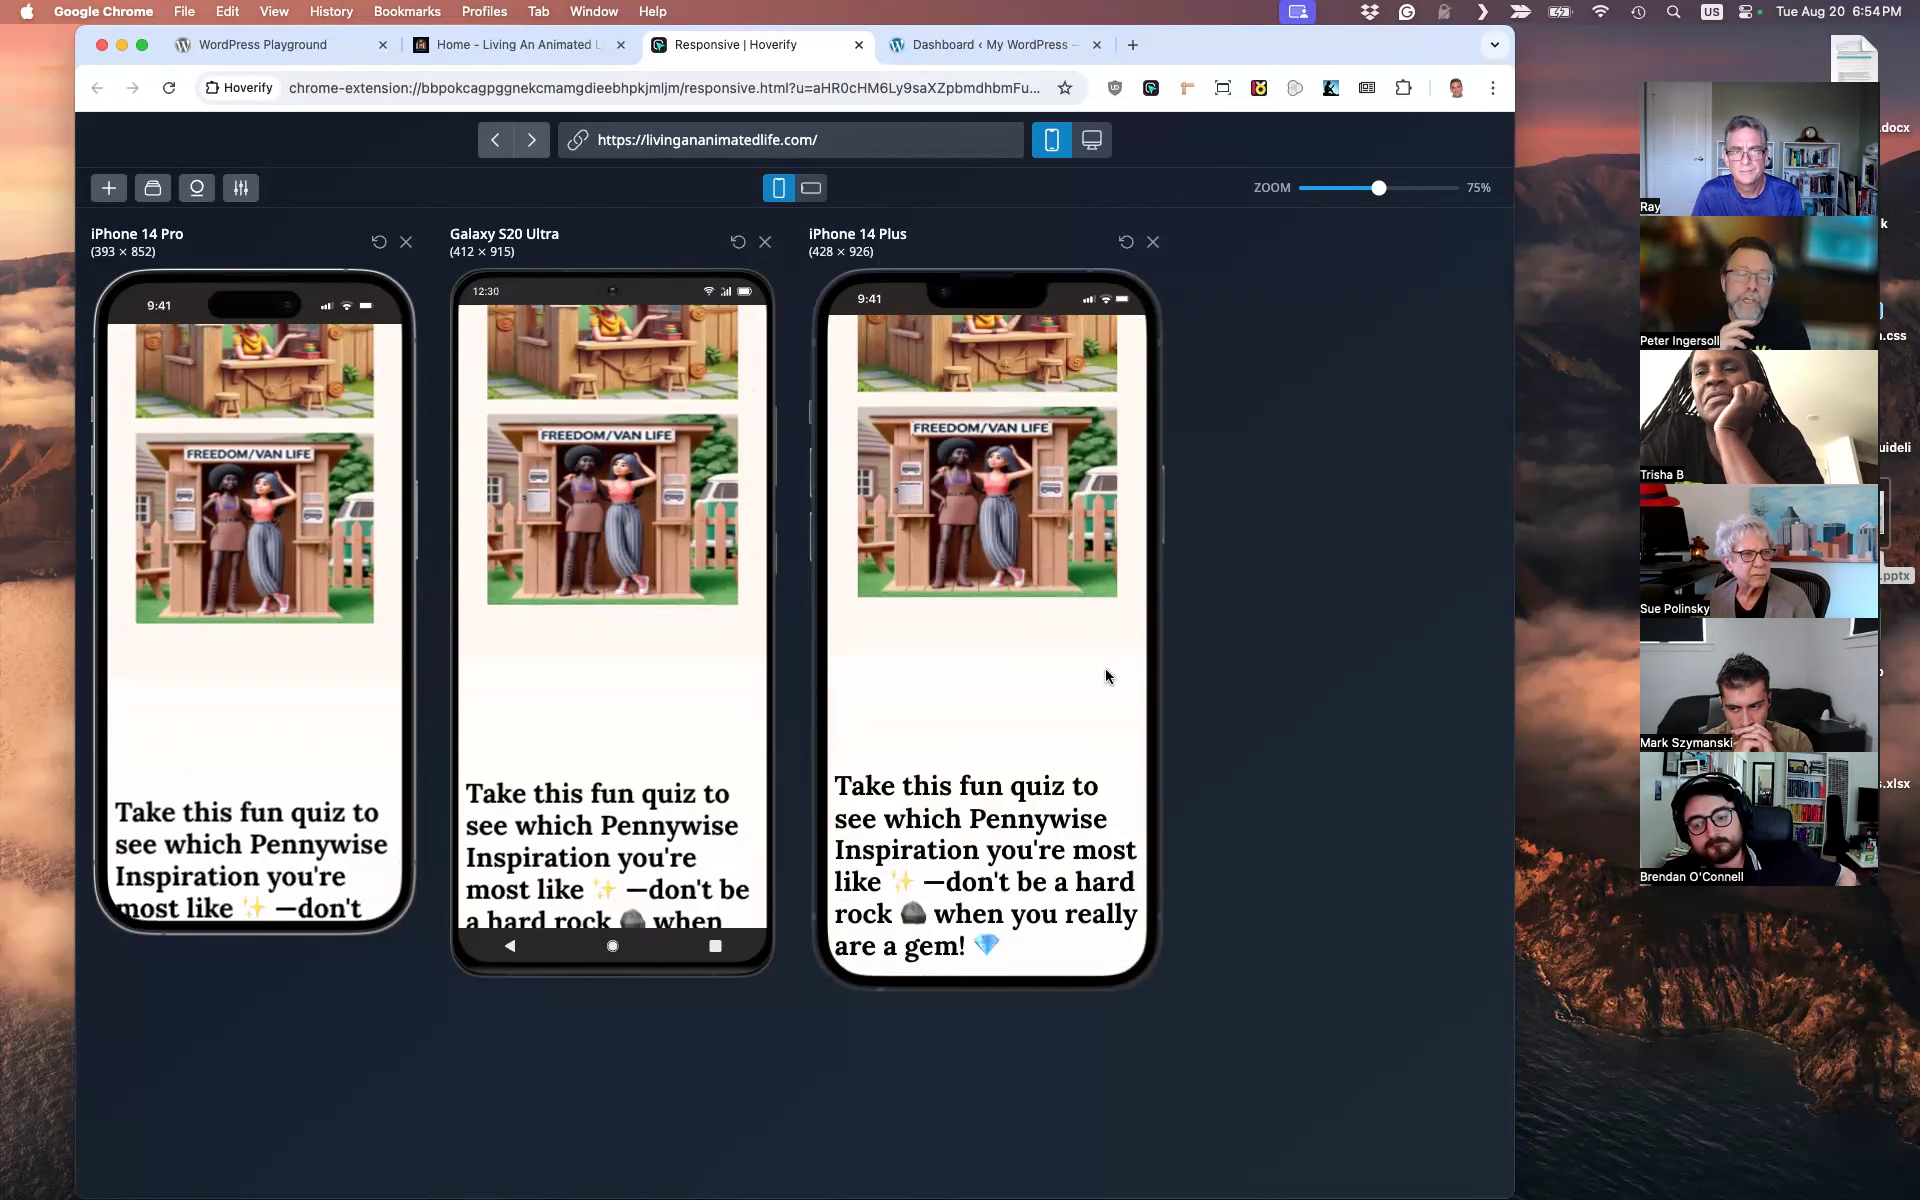 Google Chrome File Edit View History Bookmarks Profiles Tab Window Help US Tue Aug 20 6:54 PM
WordPress Playground Home - Living An Animated L Responsive | Hoverify Dashboard ‹ My WordPress –
Hoverify chrome-extension://bbpokcagpggnekcmamgdieebhpkjmljm/responsive.html?u=aHR0cHM6Ly9saXZpbmdhbmFu...
https://livingananimatedlife.com/
ZOOM 75%
iPhone 14 Pro
(393 × 852)
9:41
FREEDOM/VAN LIFE
Take this fun quiz to
see which Pennywise
Inspiration you're
most like ✨ —don't
Galaxy S20 Ultra
(412 × 915)
12:30
FREEDOM/VAN LIFE
Take this fun quiz to
see which Pennywise
Inspiration you're
most like ✨ —don't be
a hard rock 🪨 when
iPhone 14 Plus
(428 × 926)
9:41
FREEDOM/VAN LIFE
Take this fun quiz to
see which Pennywise
Inspiration you're most
like ✨ —don't be a hard
rock 🪨 when you really
are a gem! 💎
Ray
Peter Ingersoll
Trisha B
Sue Polinsky
Mark Szymanski
Brendan O'Connell
.docx
k
.css
uideli
.pptx
s.xlsx